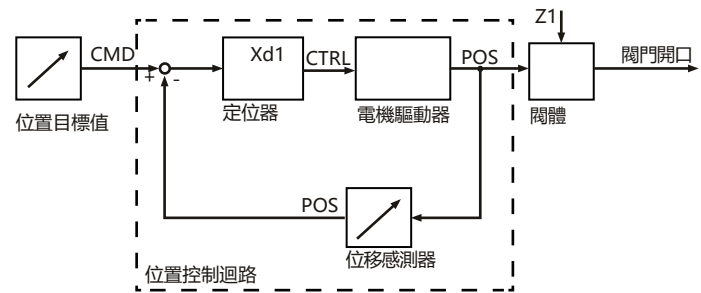 Z1
CMD
+
-
Xd1
CTRL
POS
閥門開口
位置目標值
定位器
電機驅動器
閥體
POS
位移感測器
位置控制迴路